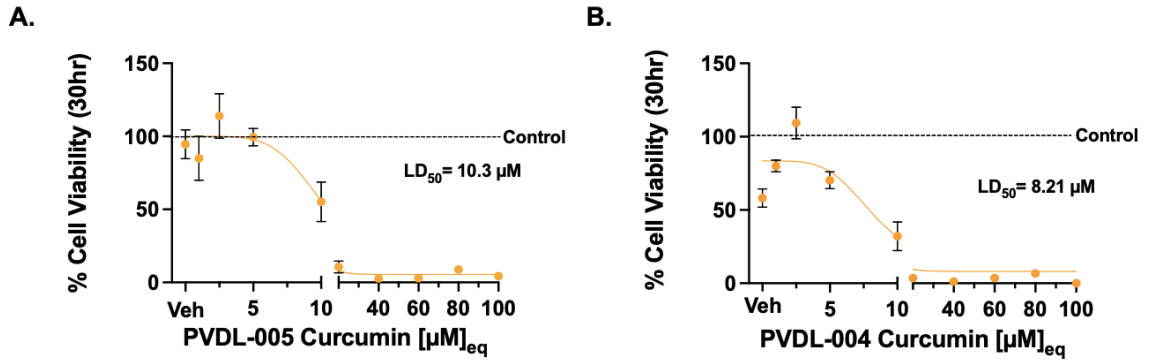 A.
% Cell Viability (30hr)
150
100
50
0
Control
LD50= 10.3 µM
Veh 5 10 40 60 80 100
PVDL-005 Curcumin [µM]eq
B.
% Cell Viability (30hr)
150
100
50
0
Control
LD50= 8.21 µM
Veh 5 10 40 60 80 100
PVDL-004 Curcumin [µM]eq